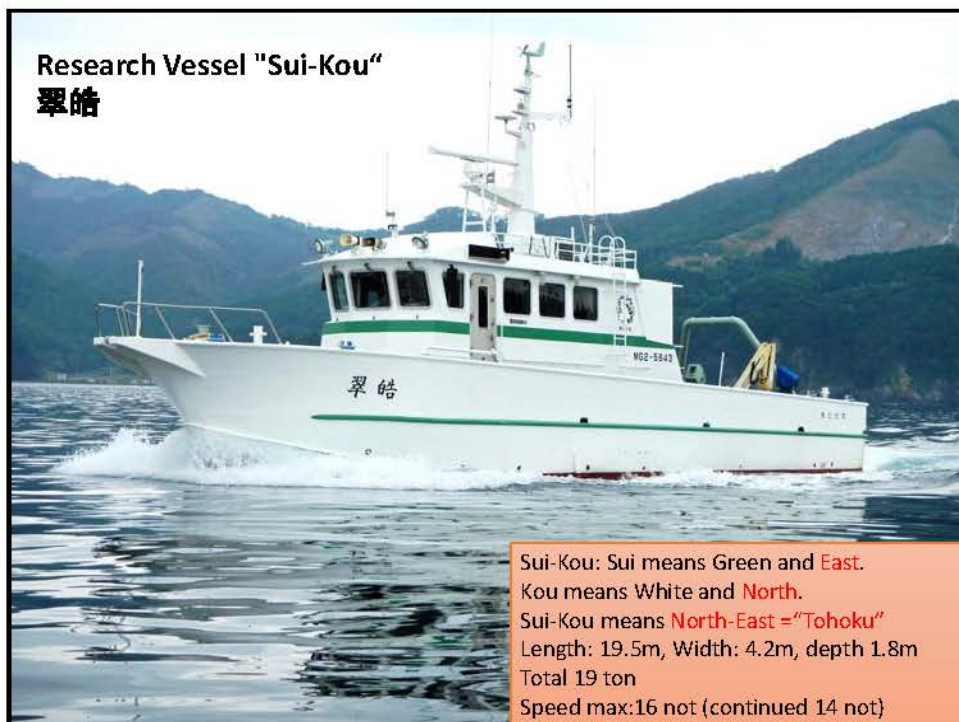 Research Vessel "Sui-Kou“
翠皓
翠皓
MG2-5843
Sui-Kou: Sui means Green and East.
Kou means White and North.
Sui-Kou means North-East =“Tohoku”
Length: 19.5m, Width: 4.2m, depth 1.8m
Total 19 ton
Speed max:16 not (continued 14 not)